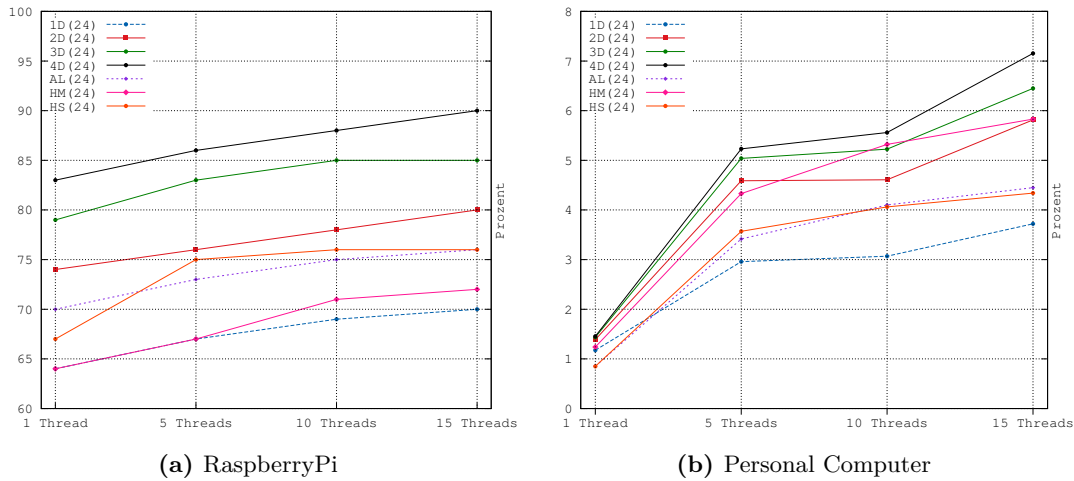 100
95
90
85
80
75
70
65
60
1D(24)
2D(24)
3D(24)
4D(24)
AL(24)
HM(24)
HS(24)
Prozent
1 Thread 5 Threads 10 Threads 15 Threads
(a) RaspberryPi
8
7
6
5
4
3
2
1
0
1D(24)
2D(24)
3D(24)
4D(24)
AL(24)
HM(24)
HS(24)
Prozent
1 Thread 5 Threads 10 Threads 15 Threads
(b) Personal Computer